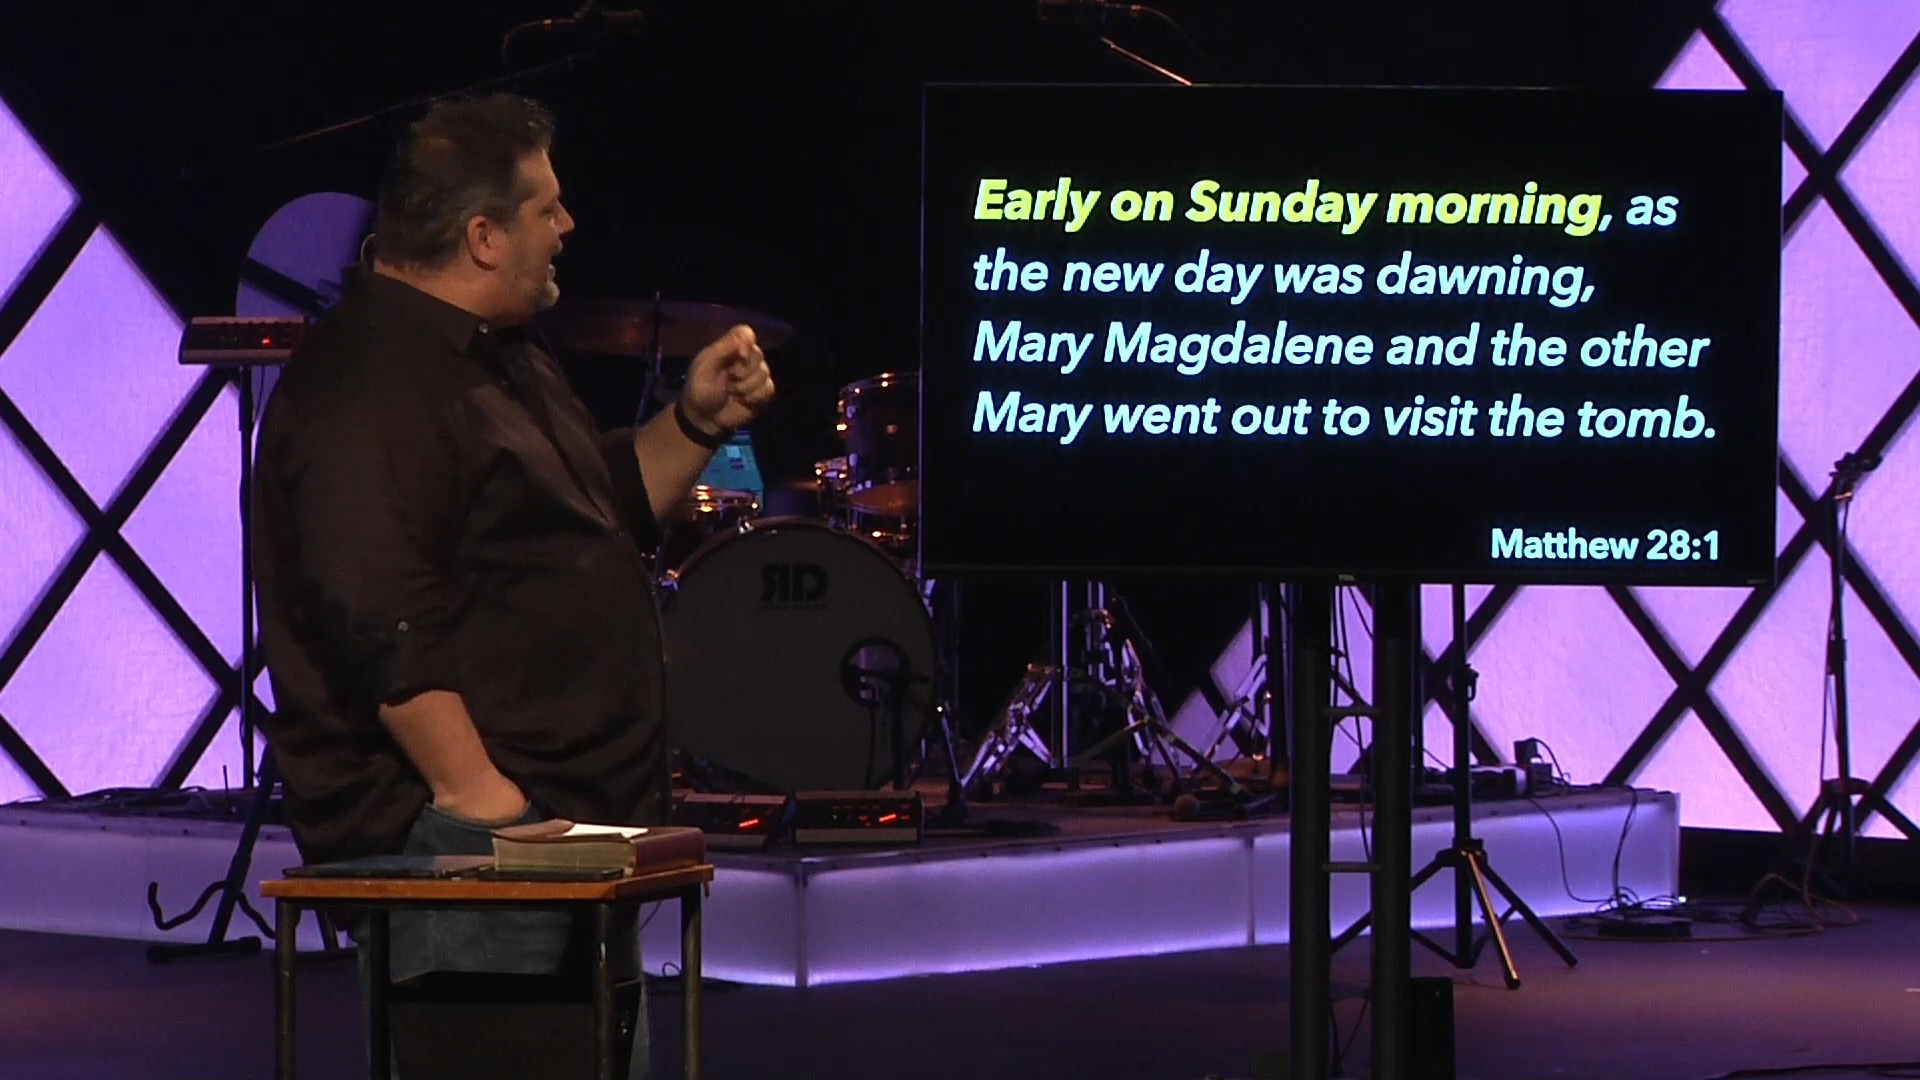 Early on Sunday morning, as
the new day was dawning,
Mary Magdalene and the other
Mary went out to visit the tomb.
Matthew 28:1
TCL